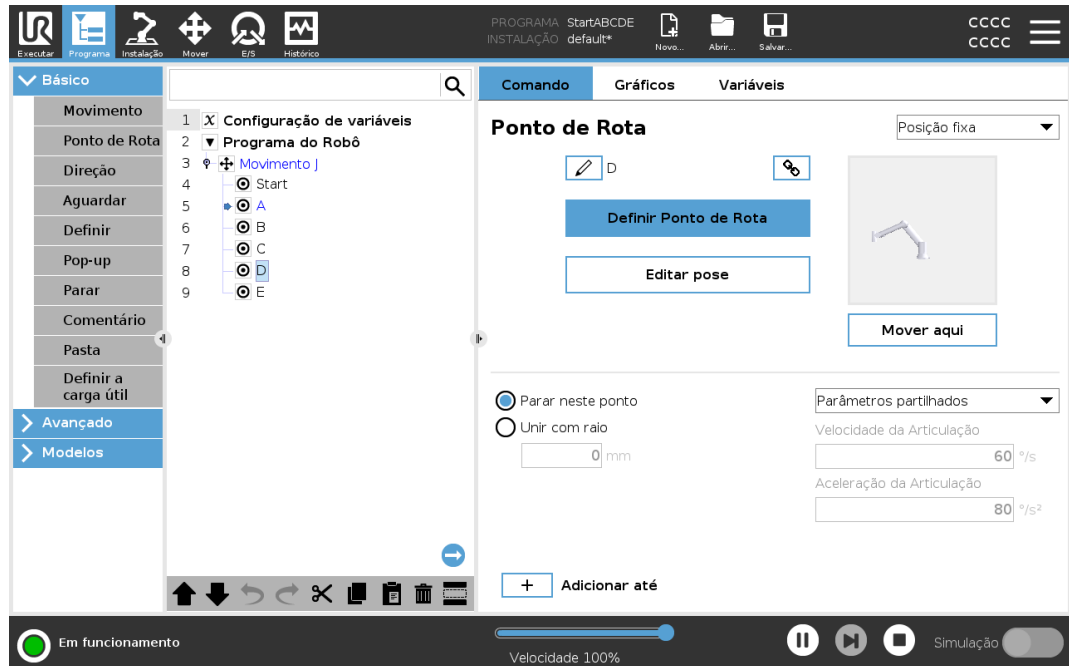 UR
PROGRAMA StartABCDE
INSTALAÇÃO default*
CCCC
CCCC
Executar Programa Instalação Mover E/S Histórico Novo... Abrir... Salvar...
Básico
Movimento
Ponto de Rota
Direção
Aguardar
Definir
Pop-up
Parar
Comentário
Pasta
Definir a
carga útil
Avançado
Modelos
1 X Configuração de variáveis
2 Programa do Robô
3 Movimento J
4 Start
5 A
6 B
7 C
8 D
9 E
Comando Gráficos Variáveis
Ponto de Rota
Posição fixa
D
Definir Ponto de Rota
Editar pose
Mover aqui
Parar neste ponto
Unir com raio
0 mm
Parâmetros partilhados
Velocidade da Articulação
60 °/s
Aceleração da Articulação
80 °/s²
+ Adicionar até
Em funcionamento
Velocidade 100%
Simulação